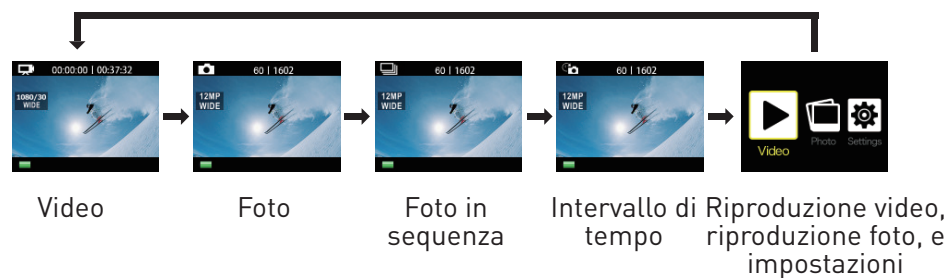 00:00:00 | 00:37:32
1080/30
WIDE
60 | 1602
12MP
WIDE
60 | 1602
12MP
WIDE
60 | 1602
12MP
WIDE
Video
Photo
Settings
Video
Foto
Foto in
sequenza
Intervallo di
tempo
Riproduzione video,
riproduzione foto, e
impostazioni